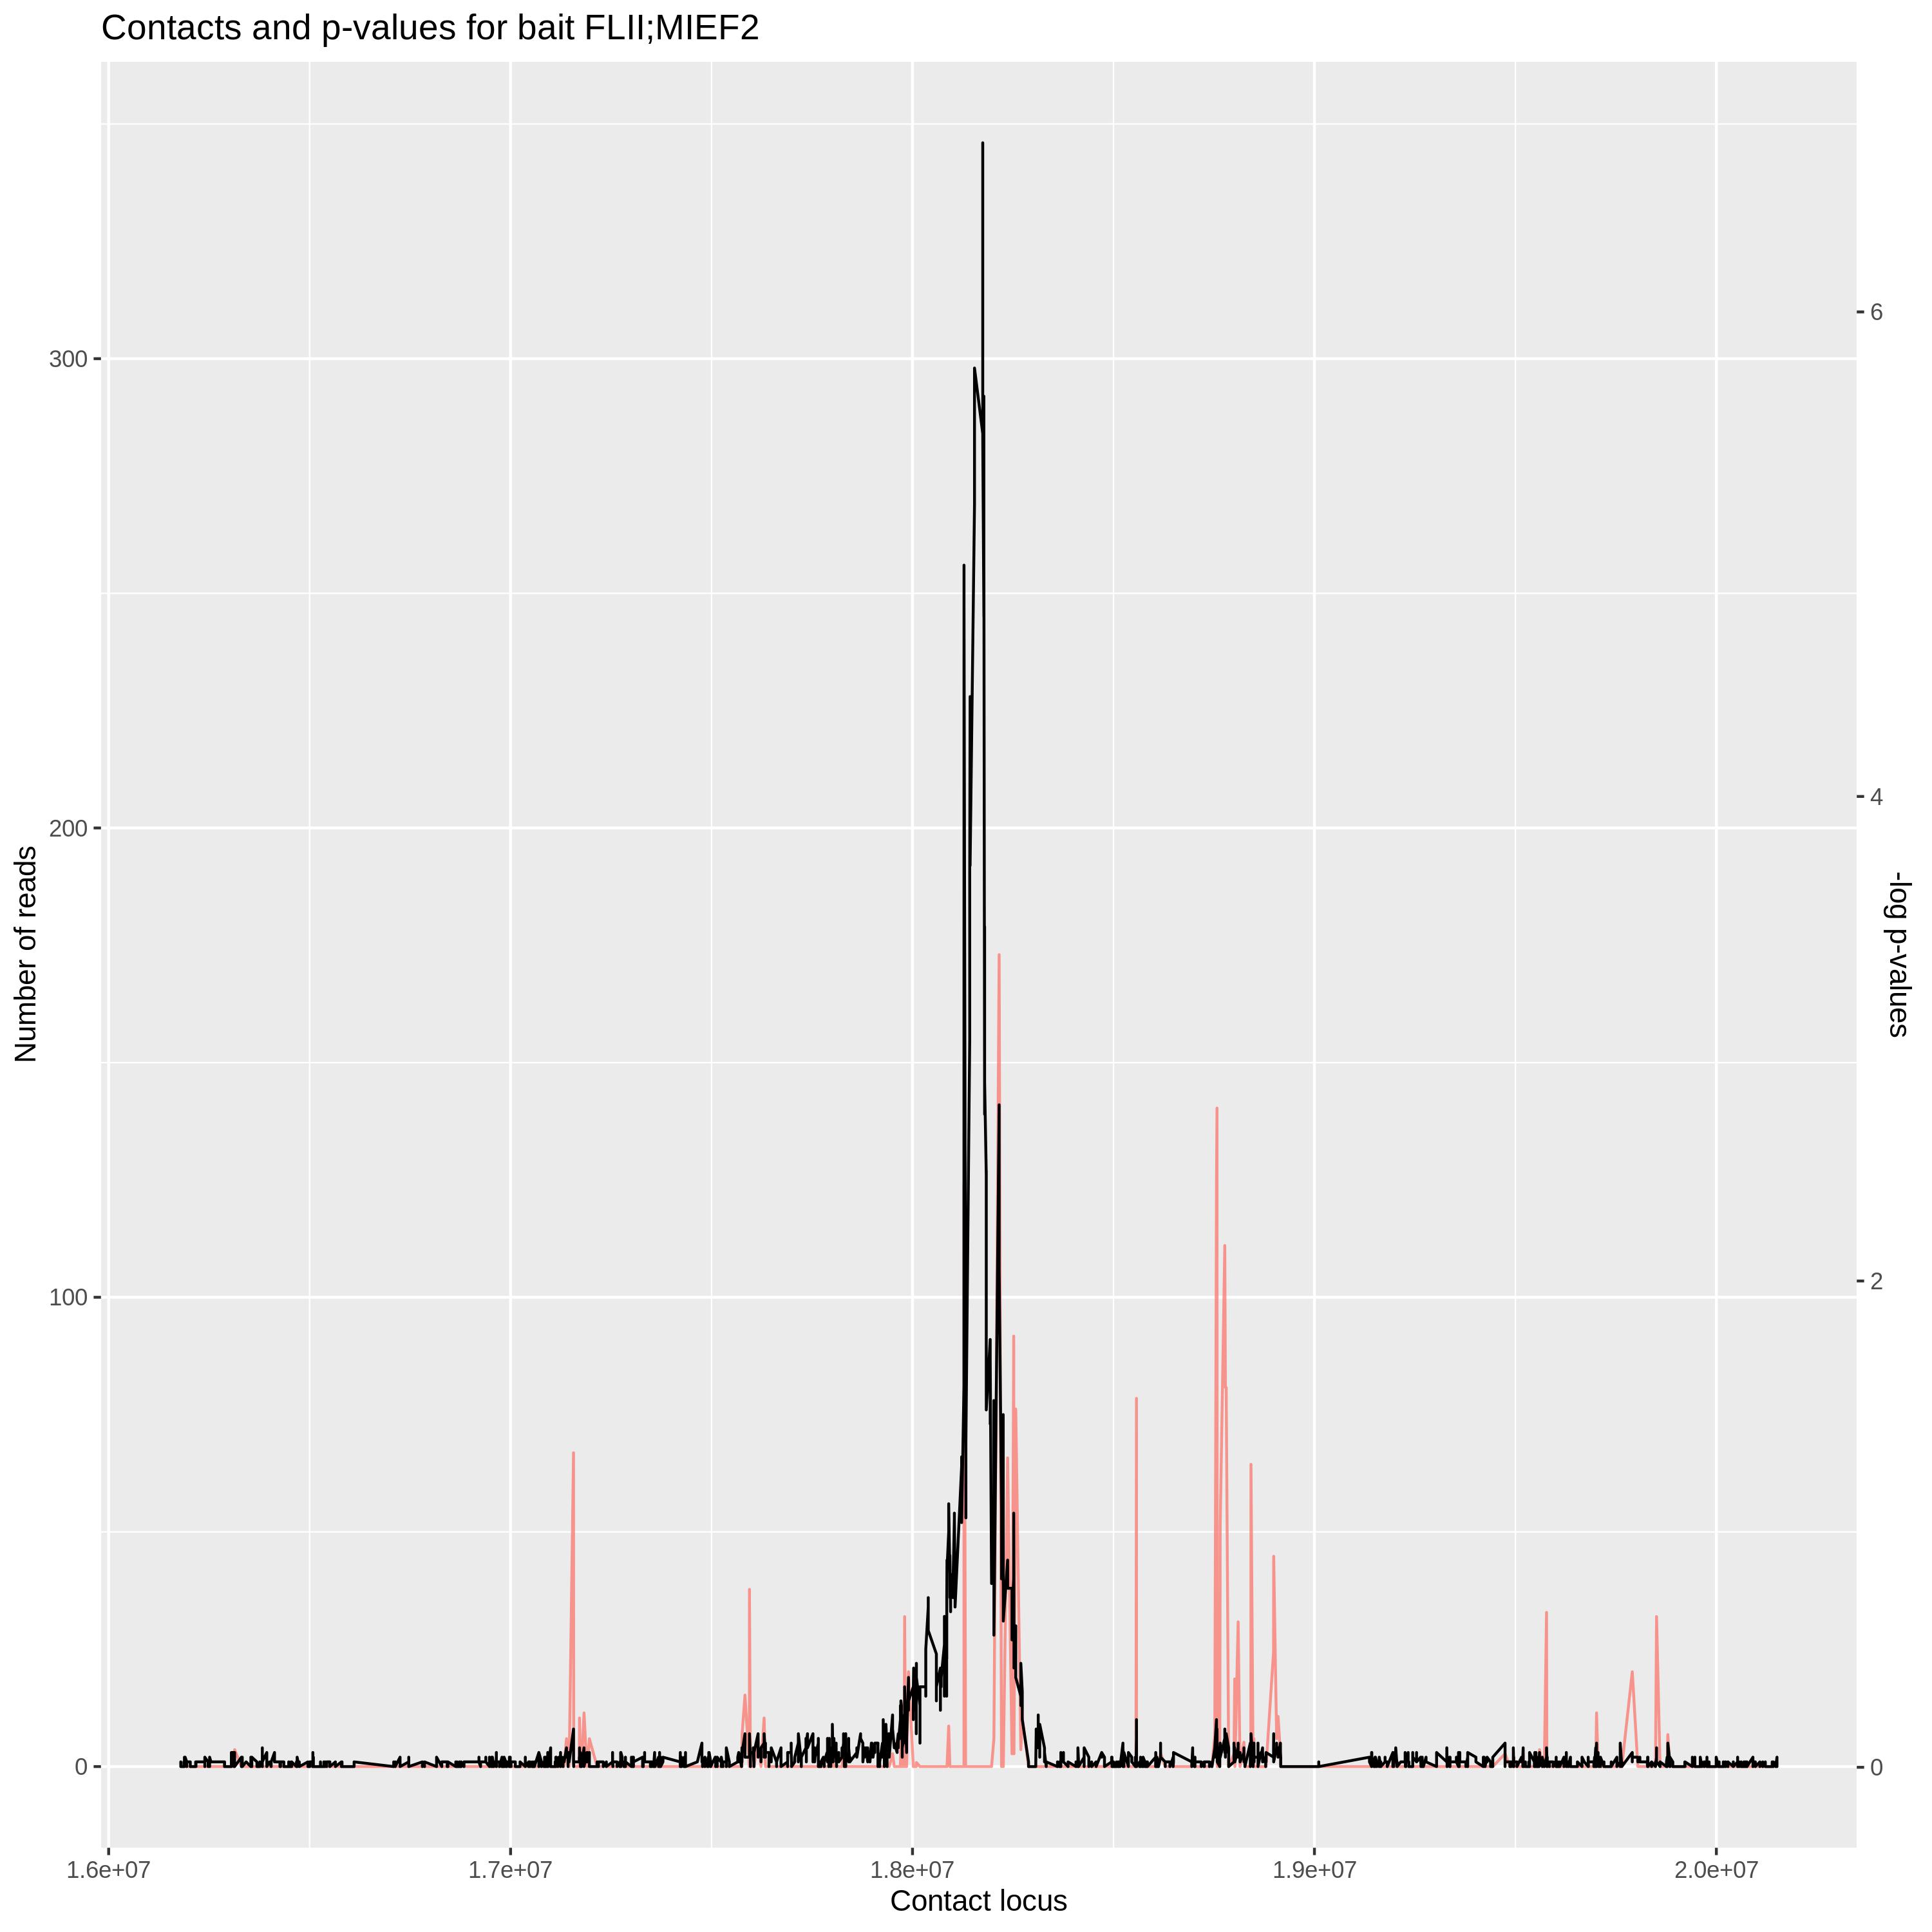 Contacts and p-values for bait FLII;MIEF2
300
200
100
0
6
4
2
0
Number of reads
-log p-values
1.6e+07
1.7e+07
1.8e+07
1.9e+07
2.0e+07
Contact locus